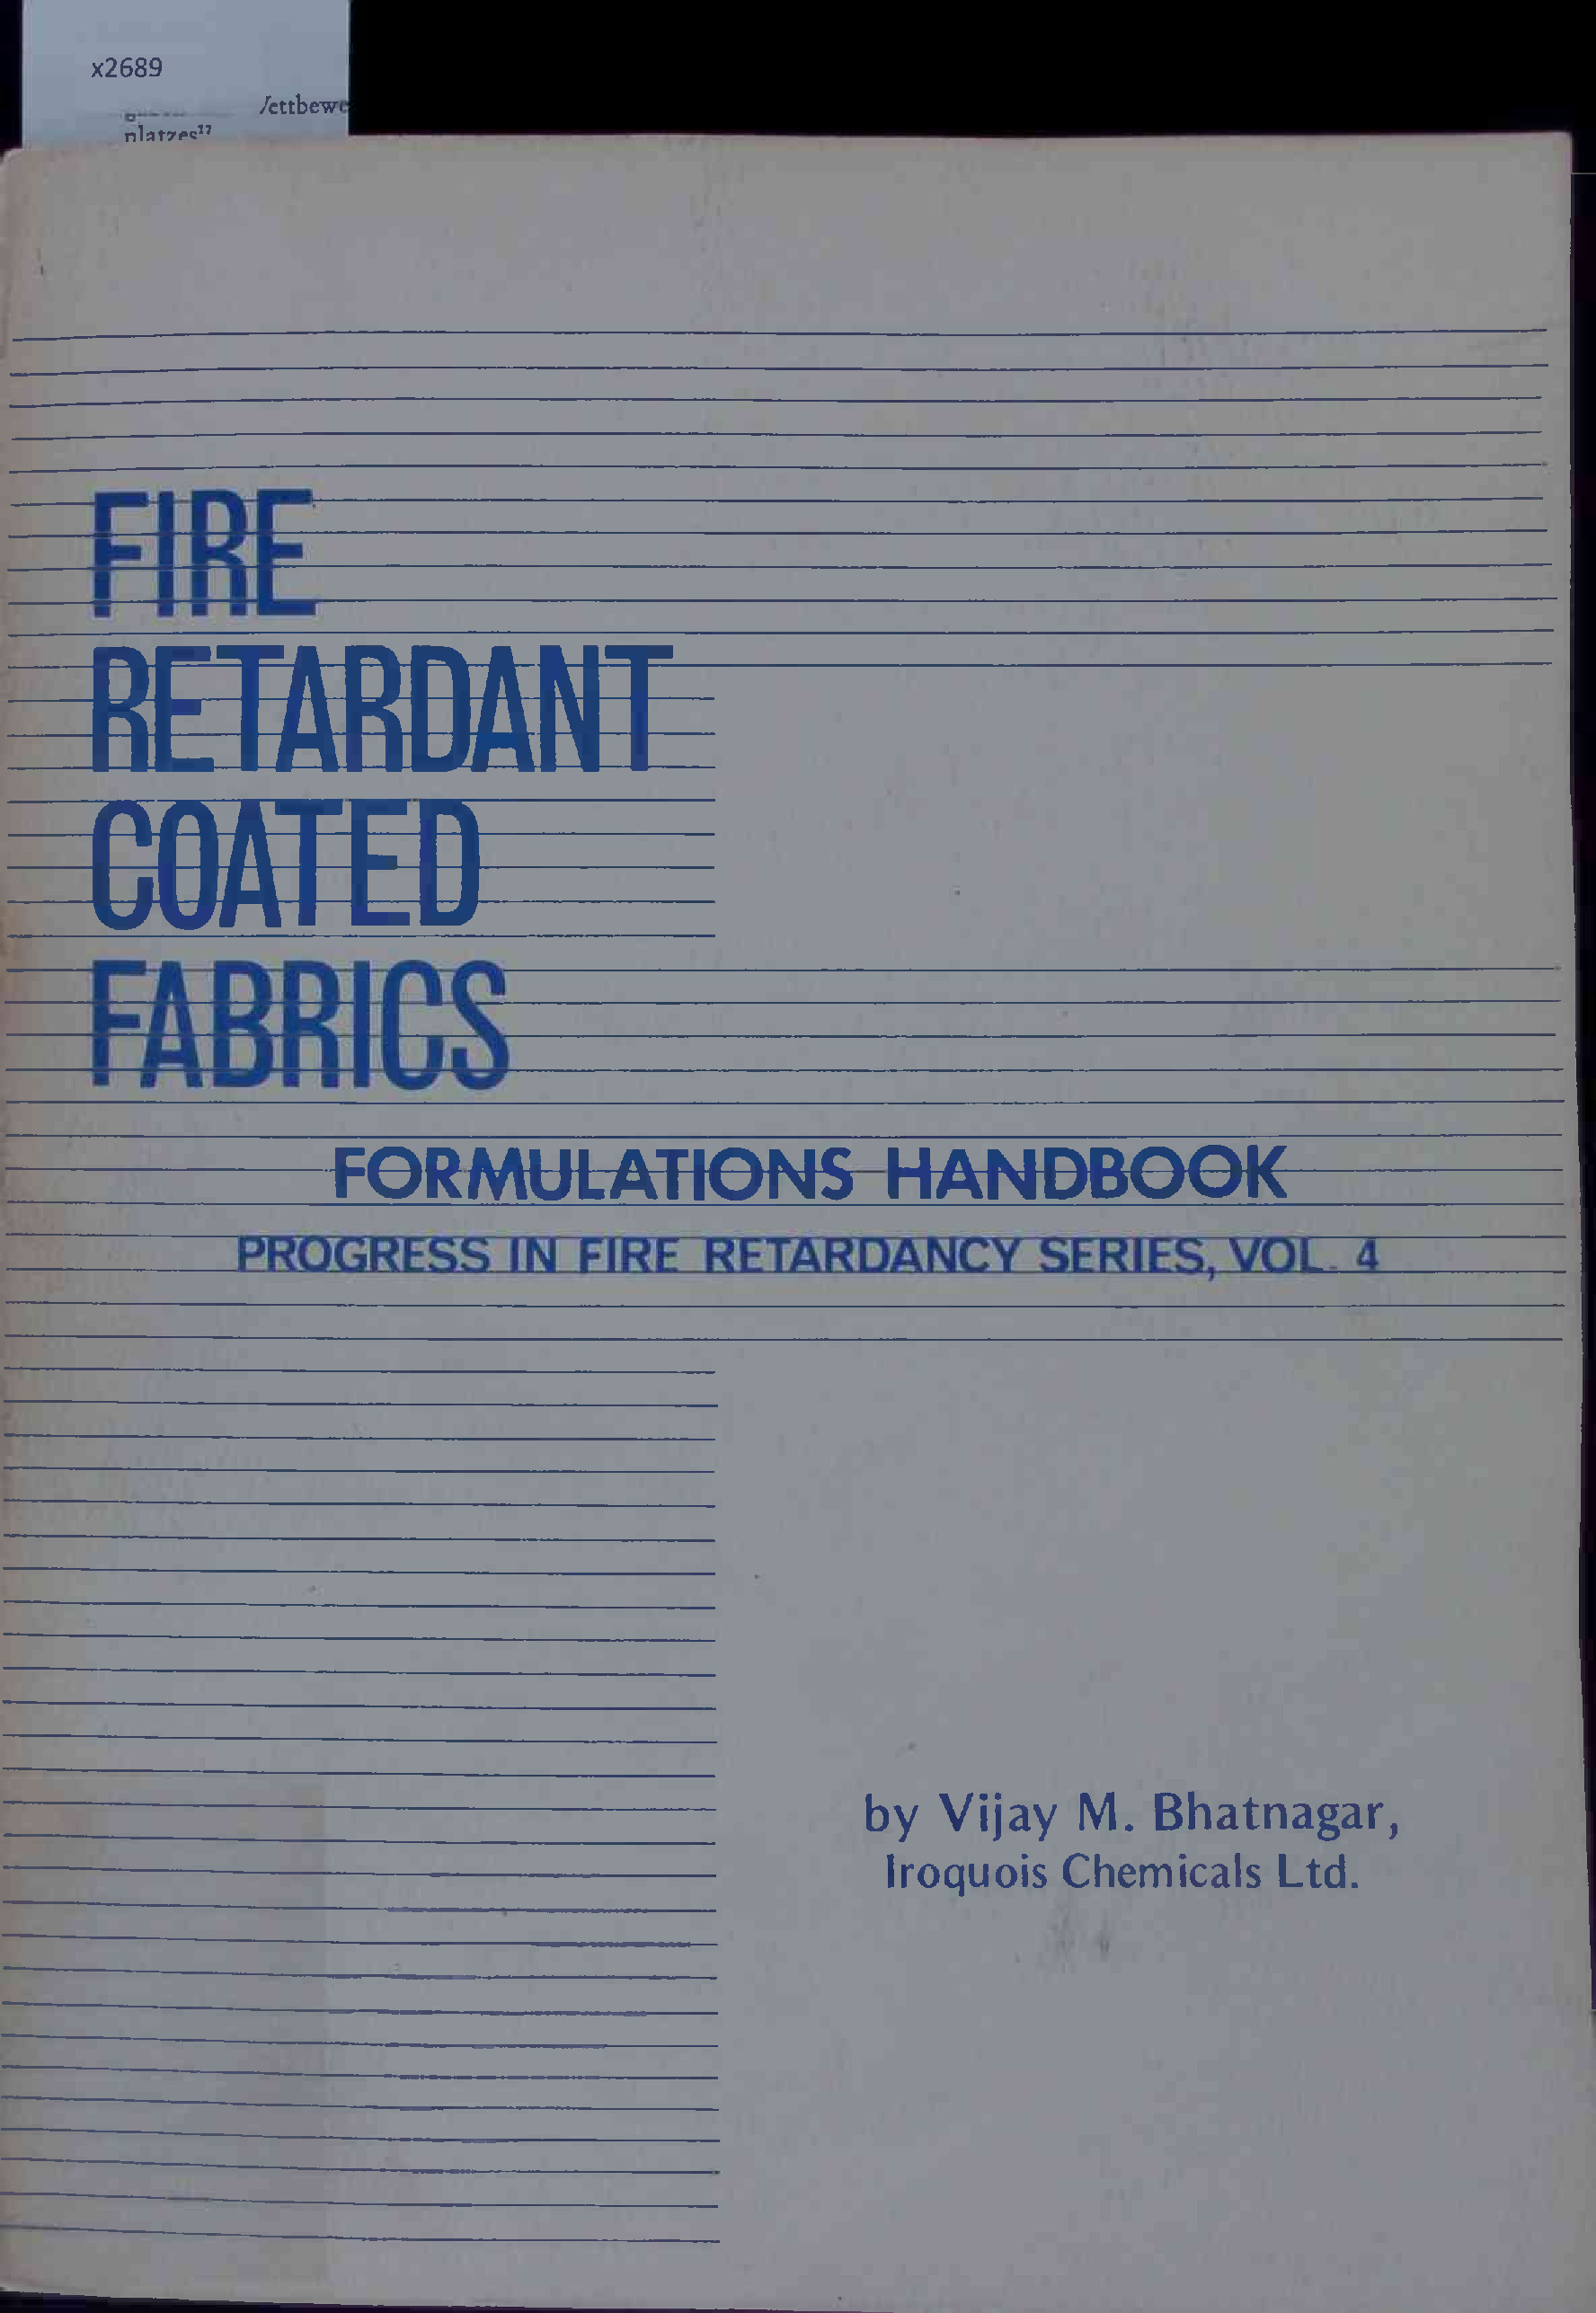 x2689
platzes"
FIRE
RETARDANT
COATED
FABRICS
FORMULATIONS HANDBOOK
PROGRESS IN FIRE RETARDANCY SERIES, VOL. 4
by Vijay M. Bhatnagar,
Iroquois Chemicals Ltd.